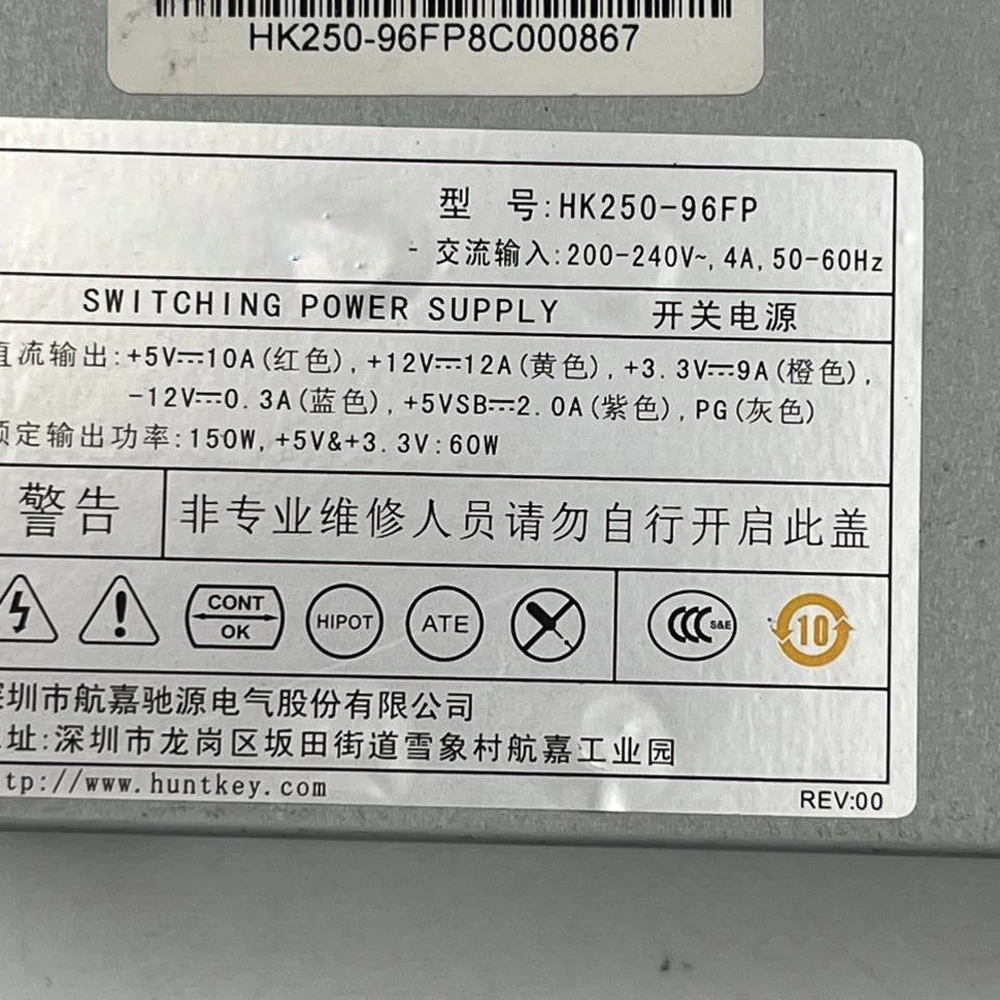 HK250-96FP8C000867
型 号:HK250-96FP
交流输入:200-240V~,4A,50-60Hz
SWITCHING POWER SUPPLY 开关电源
直流输出:+5V⎓10A(红色),+12V⎓12A(黄色),+3.3V⎓9A(橙色),
-12V⎓0.3A(蓝色),+5VSB⎓2.0A(紫色),PG(灰色)
额定输出功率:150W,+5V&+3.3V:60W
警告 非专业维修人员请勿自行开启此盖
CONT OK HIPOT ATE CCC S&E 10
深圳市航嘉驰源电气股份有限公司
址:深圳市龙岗区坂田街道雪象村航嘉工业园
tp://www.huntkey.com
REV:00